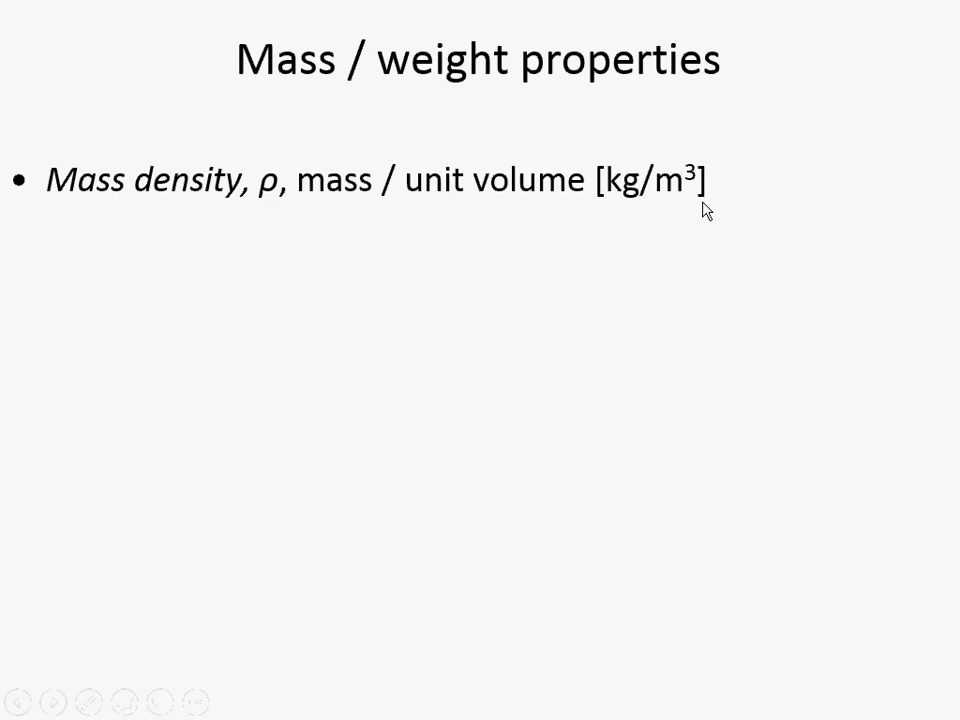 Mass / weight properties
• Mass density, ρ, mass / unit volume [kg/m³]